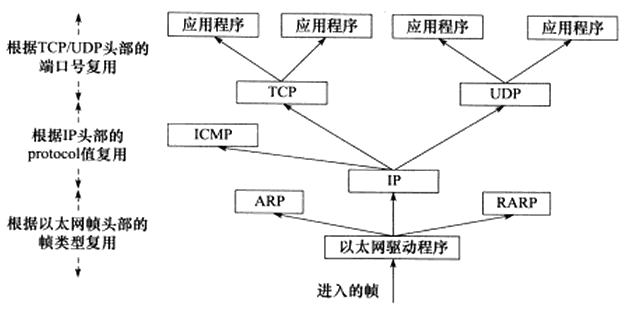 应用程序 应用程序 应用程序 应用程序
根据TCP/UDP头部的
端口号复用
TCP UDP
ICMP
根据IP头部的
protocol值复用
IP
ARP RARP
根据以太网帧头部的
帧类型复用
以太网驱动程序
进入的帧